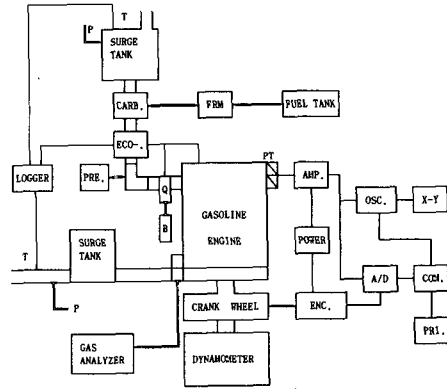 T
P
SURGE
TANK
CARB.
FRM
FUEL TANK
ECO-.
PT
LOGGER
PRE.
Q
AMP.
OSC.
X-Y
GASOLINE
ENGINE
B
POWER
T
SURGE
TANK
A/D
COM.
P
CRANK WHEEL
ENC.
PRI.
GAS
ANALYZER
DYNAMOMETER